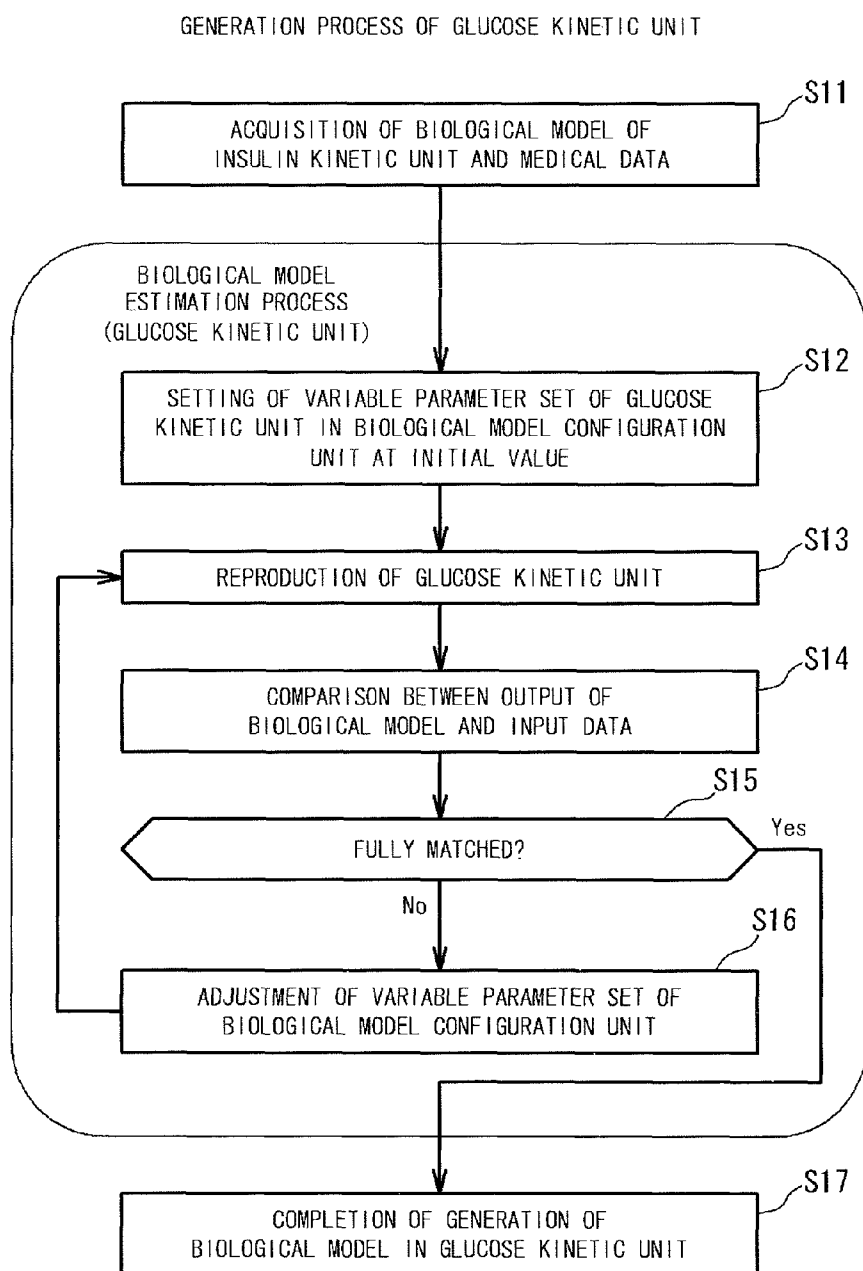 GENERATION PROCESS OF GLUCOSE KINETIC UNIT
S11
ACQUISITION OF BIOLOGICAL MODEL OF
INSULIN KINETIC UNIT AND MEDICAL DATA
BIOLOGICAL MODEL
ESTIMATION PROCESS
(GLUCOSE KINETIC UNIT)
S12
SETTING OF VARIABLE PARAMETER SET OF GLUCOSE
KINETIC UNIT IN BIOLOGICAL MODEL CONFIGURATION
UNIT AT INITIAL VALUE
S13
REPRODUCTION OF GLUCOSE KINETIC UNIT
S14
COMPARISON BETWEEN OUTPUT OF
BIOLOGICAL MODEL AND INPUT DATA
S15
FULLY MATCHED?
Yes
No
S16
ADJUSTMENT OF VARIABLE PARAMETER SET OF
BIOLOGICAL MODEL CONFIGURATION UNIT
S17
COMPLETION OF GENERATION OF
BIOLOGICAL MODEL IN GLUCOSE KINETIC UNIT